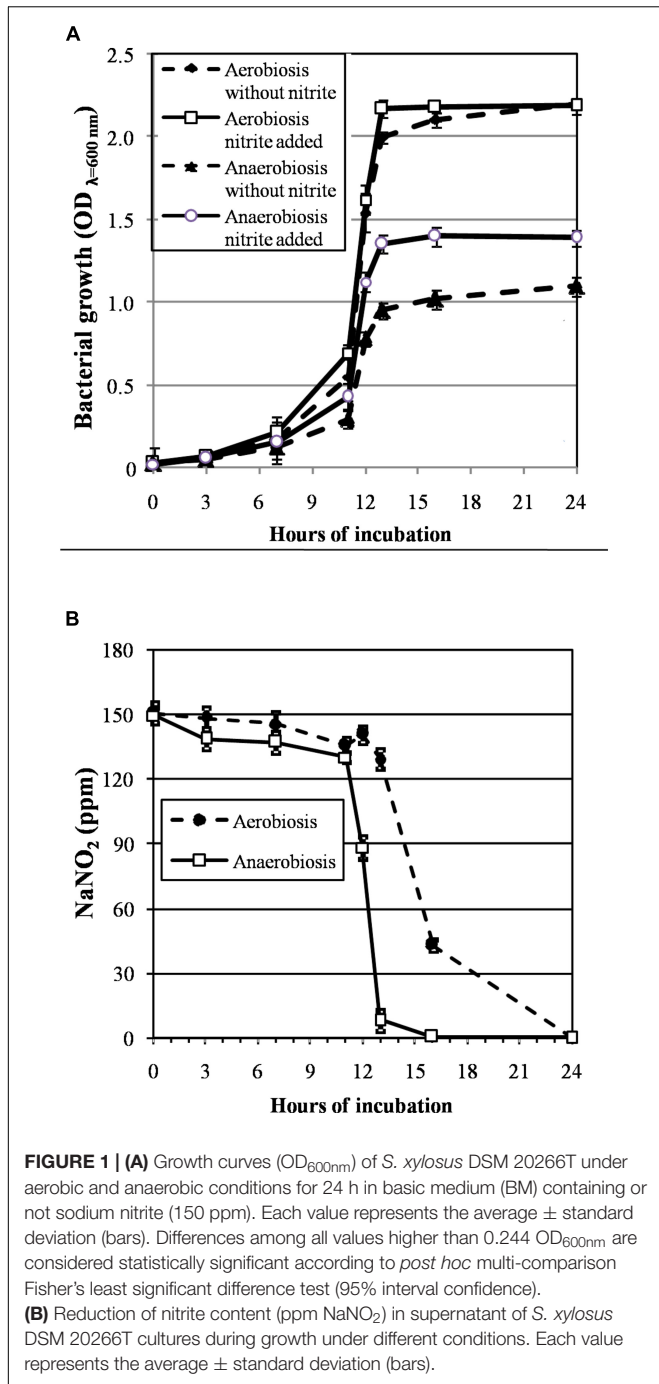 A
2.5
2.0
1.5
1.0
0.5
0
Bacterial growth (OD λ=600 nm)
Aerobiosis
without nitrite
Aerobiosis
nitrite added
Anaerobiosis
without nitrite
Anaerobiosis
nitrite added
0 3 6 9 12 15 18 21 24
Hours of incubation
B
180
150
120
90
60
30
0
NaNO₂ (ppm)
Aerobiosis
Anaerobiosis
0 3 6 9 12 15 18 21 24
Hours of incubation
FIGURE 1 | (A) Growth curves (OD600nm) of S. xylosus DSM 20266T under
aerobic and anaerobic conditions for 24 h in basic medium (BM) containing or
not sodium nitrite (150 ppm). Each value represents the average ± standard
deviation (bars). Differences among all values higher than 0.244 OD600nm are
considered statistically significant according to post hoc multi-comparison
Fisher's least significant difference test (95% interval confidence).
(B) Reduction of nitrite content (ppm NaNO₂) in supernatant of S. xylosus
DSM 20266T cultures during growth under different conditions. Each value
represents the average ± standard deviation (bars).